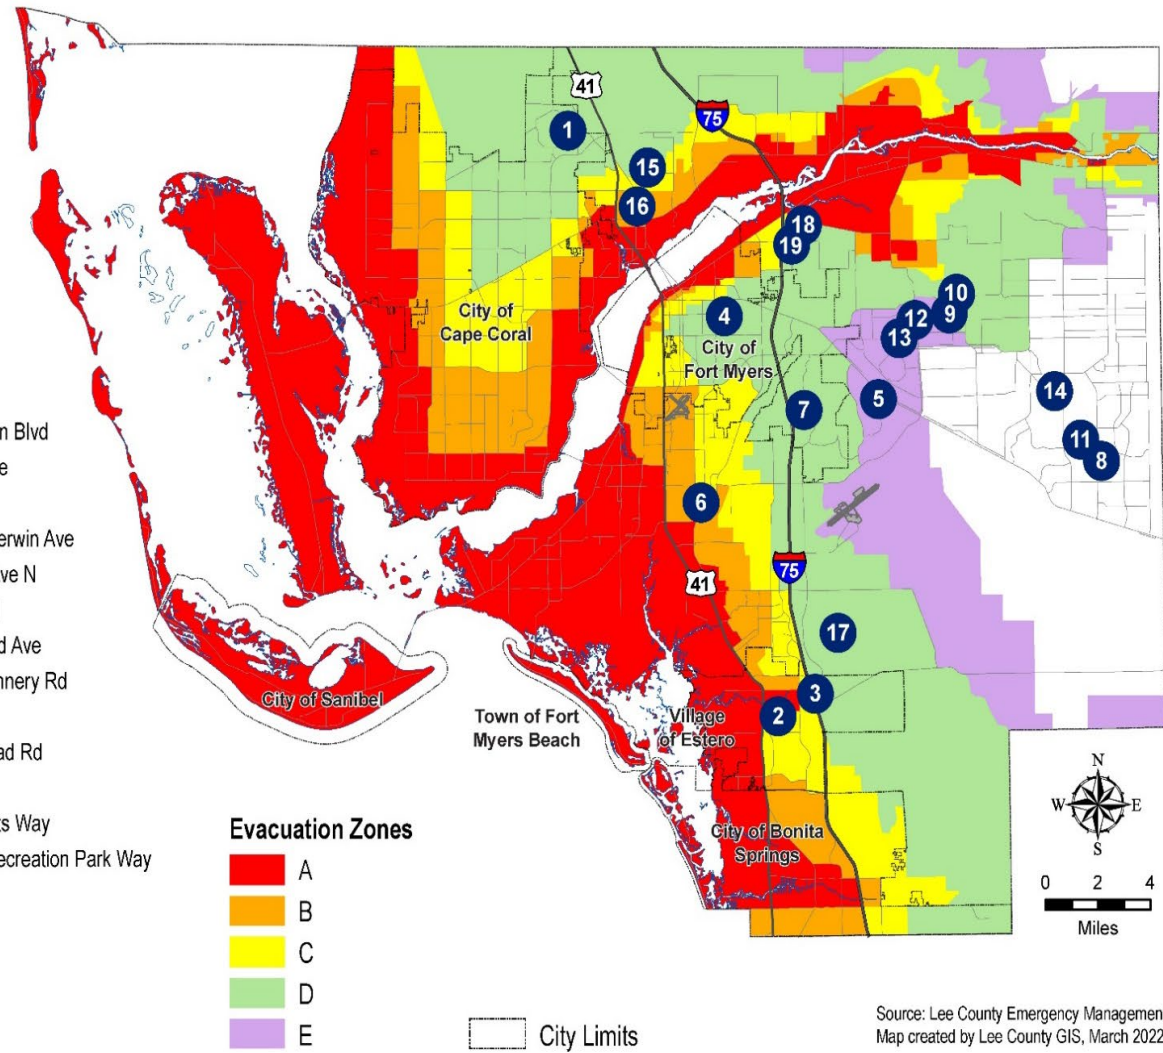 41
75
1
15
16
18
19
10
9
12
13
4
City of
Cape Coral
City of
Fort Myers
5
7
14
11
8
6
n Blvd
e
erwin Ave
ve N
d Ave
nnery Rd
ad Rd
ts Way
ecreation Park Way
41
75
17
3
2
City of Sanibel
Town of Fort
Myers Beach
Village
of Estero
City of Bonita
Springs
N
W E
S
0 2 4
Miles
Evacuation Zones
A
B
C
D
E
City Limits
Source: Lee County Emergency Managemen
Map created by Lee County GIS, March 2022